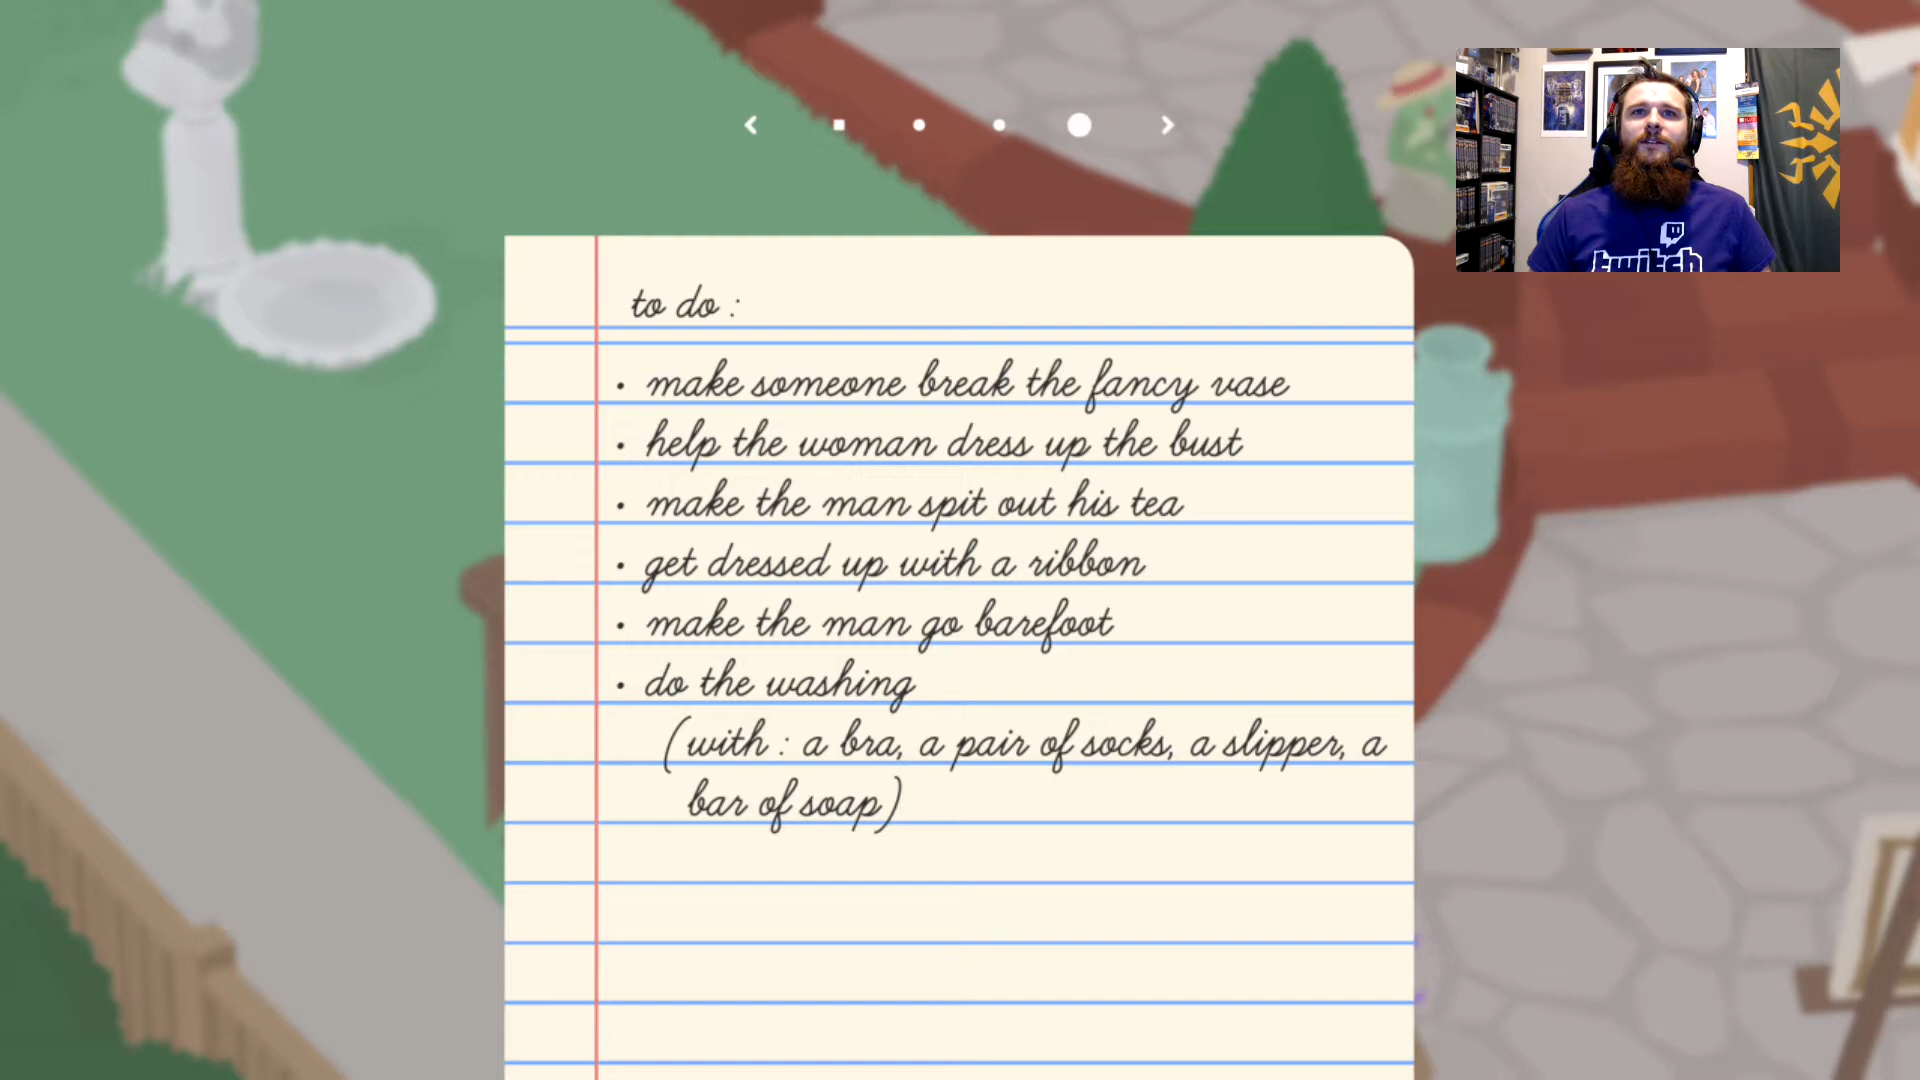 to do :
• make someone break the fancy vase
• help the woman dress up the bust
• make the man spit out his tea
• get dressed up with a ribbon
• make the man go barefoot
• do the washing
(with : a bra, a pair of socks, a slipper, a
bar of soap)
twitch